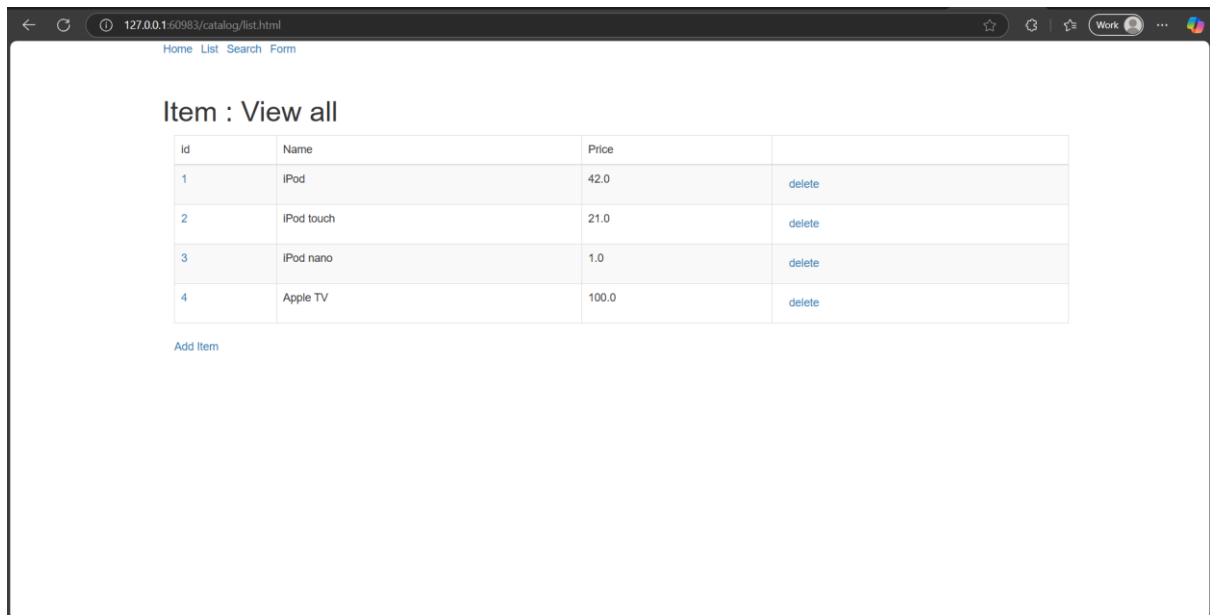 127.0.0.1:60983/catalog/list.html Work
Home List Search Form
Item : View all
id Name Price
1 iPod 42.0 delete
2 iPod touch 21.0 delete
3 iPod nano 1.0 delete
4 Apple TV 100.0 delete
Add Item